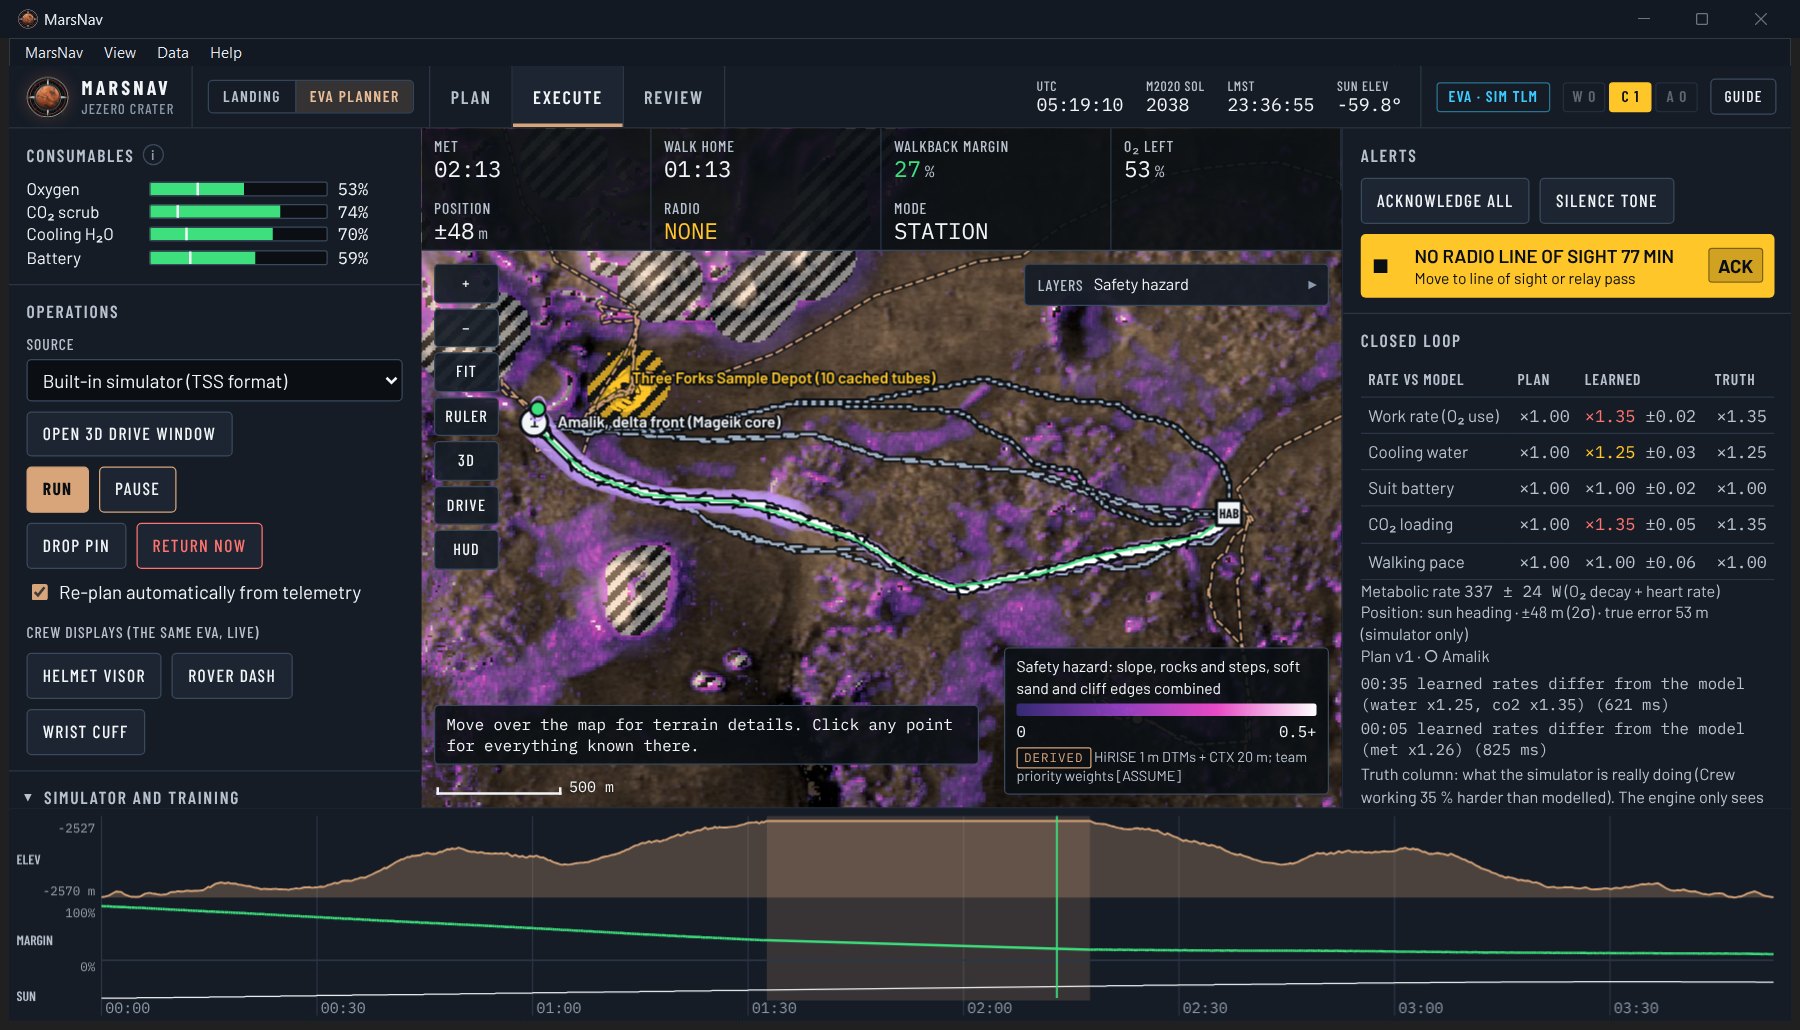 MarsNav
MarsNav View Data Help
MARSNAV
JEZERO CRATER
LANDING
EVA PLANNER
PLAN
EXECUTE
REVIEW
UTC
05:19:10
M2020 SOL
2038
LMST
23:36:55
SUN ELEV
-59.8°
EVA · SIM TLM
W 0
C 1
A 0
GUIDE
CONSUMABLES i
Oxygen 53%
CO₂ scrub 74%
Cooling H₂O 70%
Battery 59%
OPERATIONS
SOURCE
Built-in simulator (TSS format)
OPEN 3D DRIVE WINDOW
RUN
PAUSE
DROP PIN
RETURN NOW
Re-plan automatically from telemetry
CREW DISPLAYS (THE SAME EVA, LIVE)
HELMET VISOR
ROVER DASH
WRIST CUFF
▼ SIMULATOR AND TRAINING
MET
02:13
WALK HOME
01:13
WALKBACK MARGIN
27 %
O₂ LEFT
53 %
POSITION
±48 m
RADIO
NONE
MODE
STATION
+
−
FIT
RULER
3D
DRIVE
HUD
LAYERS Safety hazard ▶
Three Forks Sample Depot (10 cached tubes)
1
Amalik, delta front (Mageik core)
HAB
Move over the map for terrain details. Click any point
for everything known there.
500 m
Safety hazard: slope, rocks and steps, soft
sand and cliff edges combined
0 0.5+
DERIVED HiRISE 1 m DTMs + CTX 20 m; team
priority weights [ASSUME]
ALERTS
ACKNOWLEDGE ALL
SILENCE TONE
NO RADIO LINE OF SIGHT 77 MIN
Move to line of sight or relay pass
ACK
CLOSED LOOP
RATE VS MODEL PLAN LEARNED TRUTH
Work rate (O₂ use) ×1.00 ×1.35 ±0.02 ×1.35
Cooling water ×1.00 ×1.25 ±0.03 ×1.25
Suit battery ×1.00 ×1.00 ±0.02 ×1.00
CO₂ loading ×1.00 ×1.35 ±0.05 ×1.35
Walking pace ×1.00 ×1.00 ±0.06 ×1.00
Metabolic rate 337 ± 24 W (O₂ decay + heart rate)
Position: sun heading · ±48 m (2σ) · true error 53 m
(simulator only)
Plan v1 · O Amalik
00:35 learned rates differ from the model
(water x1.25, co2 x1.35) (621 ms)
00:05 learned rates differ from the model
(met x1.26) (825 ms)
Truth column: what the simulator is really doing (Crew
working 35 % harder than modelled). The engine only sees
-2527
ELEV
-2570 m
100%
MARGIN
0%
SUN
00:00 00:30 01:00 01:30 02:00 02:30 03:00 03:30